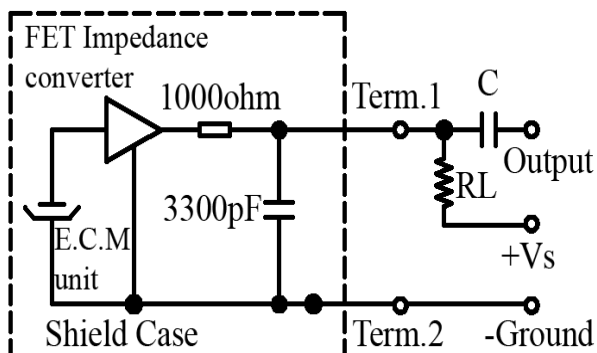 FET Impedance
converter
1000ohm
Term.1
C
Output
3300pF
RL
E.C.M
unit
+Vs
Shield Case
Term.2
-Ground